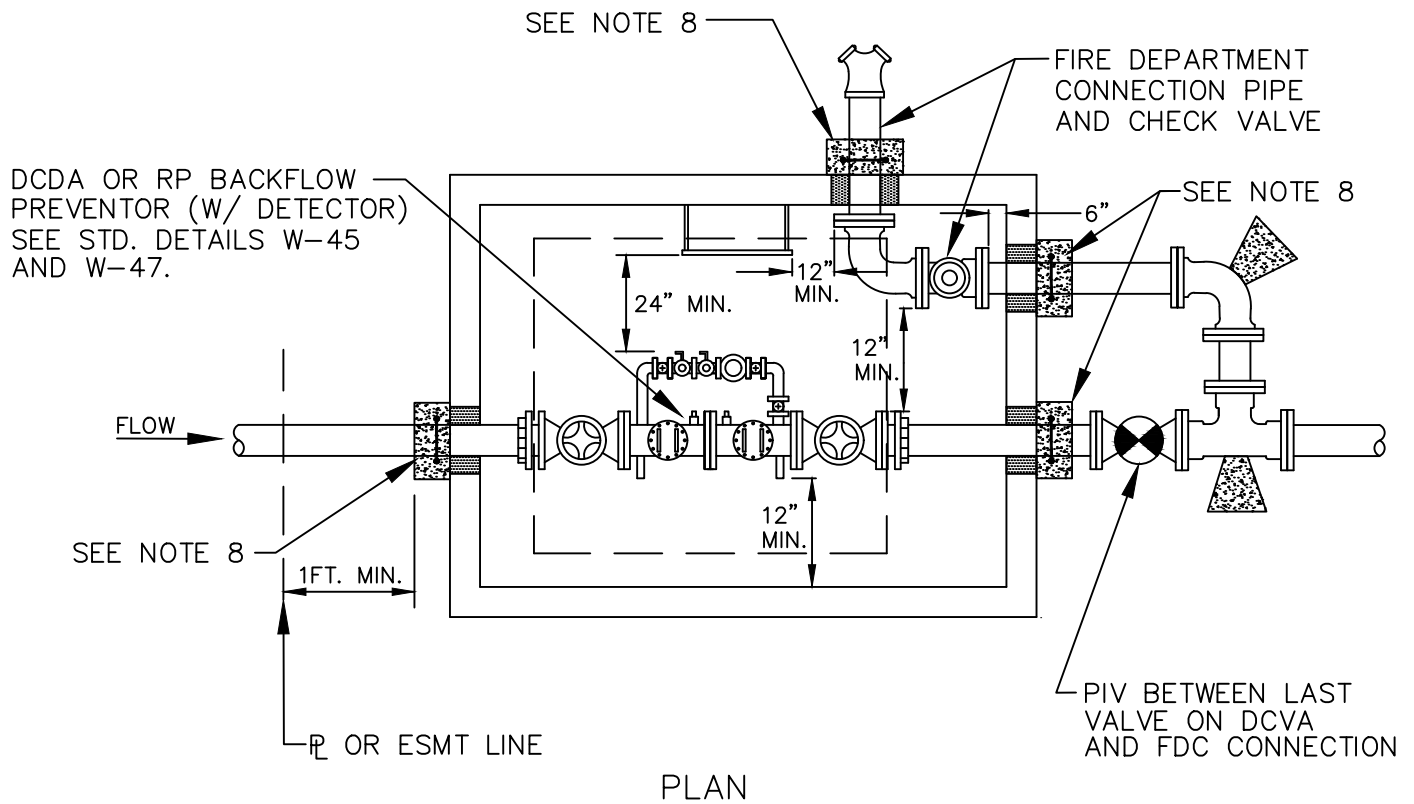 SEE NOTE 8
FIRE DEPARTMENT
CONNECTION PIPE
AND CHECK VALVE
DCDA OR RP BACKFLOW
PREVENTOR (W/ DETECTOR)
SEE STD. DETAILS W-45
AND W-47.
SEE NOTE 8
6"
12"
MIN.
24" MIN.
12"
MIN.
FLOW
12"
MIN.
SEE NOTE 8
1FT. MIN.
PIV BETWEEN LAST
VALVE ON DCVA
AND FDC CONNECTION
PL OR ESMT LINE
PLAN